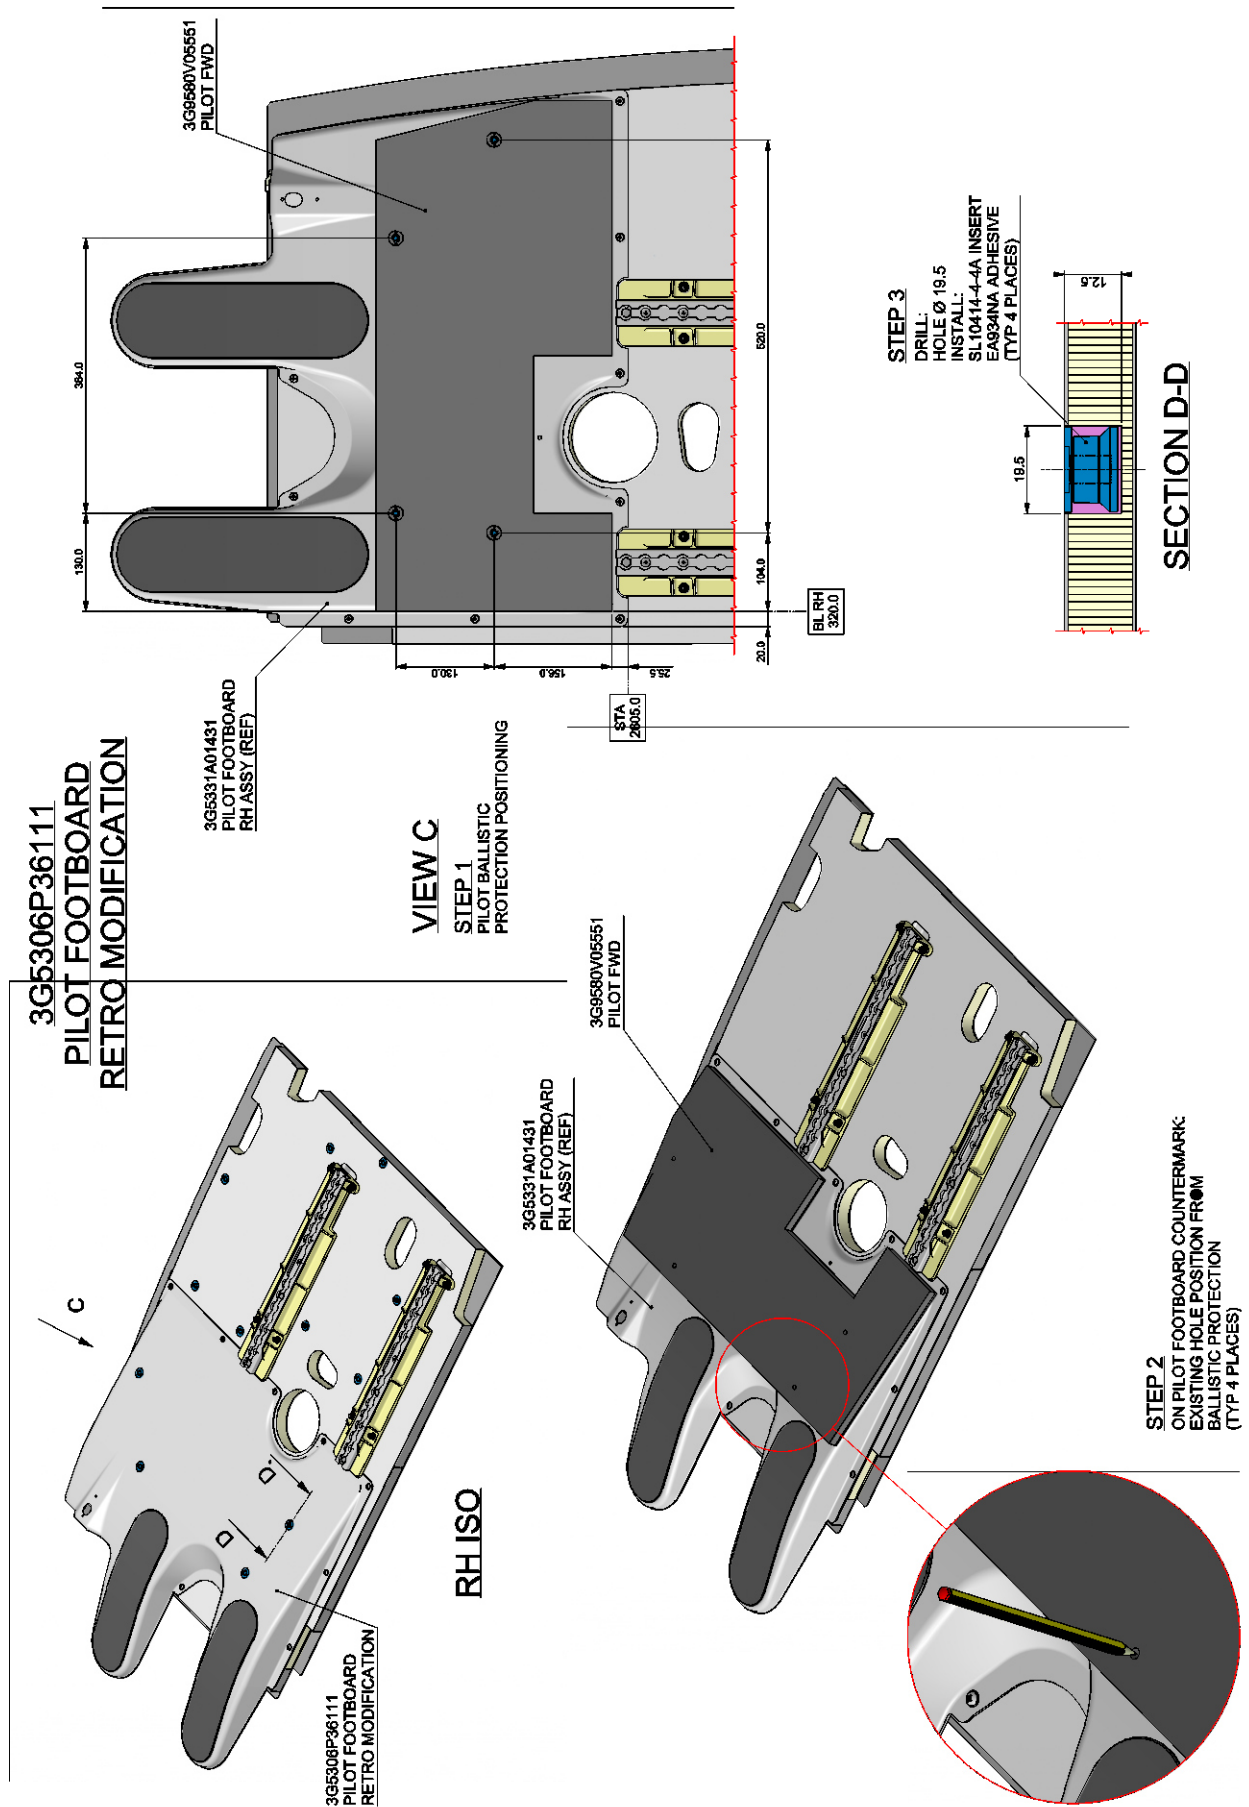 3G5306P36111
PILOT FOOTBOARD
RETRO MODIFICATION
C
D
D
3G5306P36111
PILOT FOOTBOARD
RETRO MODIFICATION
RH ISO
3G5331A01431
PILOT FOOTBOARD
RH ASSY (REF)
3G9580V05551
PILOT FWD
130.0
384.0
130.0
156.0
25.5
20.0
104.0
520.0
STA
2605.0
BL RH
320.0
VIEW C
STEP 1
PILOT BALLISTIC
PROTECTION POSITIONING
3G5331A01431
PILOT FOOTBOARD
RH ASSY (REF)
3G9580V05551
PILOT FWD
STEP 2
ON PILOT FOOTBOARD COUNTERMARK:
EXISTING HOLE POSITION FROM
BALLISTIC PROTECTION
(TYP 4 PLACES)
STEP 3
DRILL:
HOLE Ø 19.5
INSTALL:
SL10414-4-4A INSERT
EA934NA ADHESIVE
(TYP 4 PLACES)
19.5
12.5
SECTION D-D